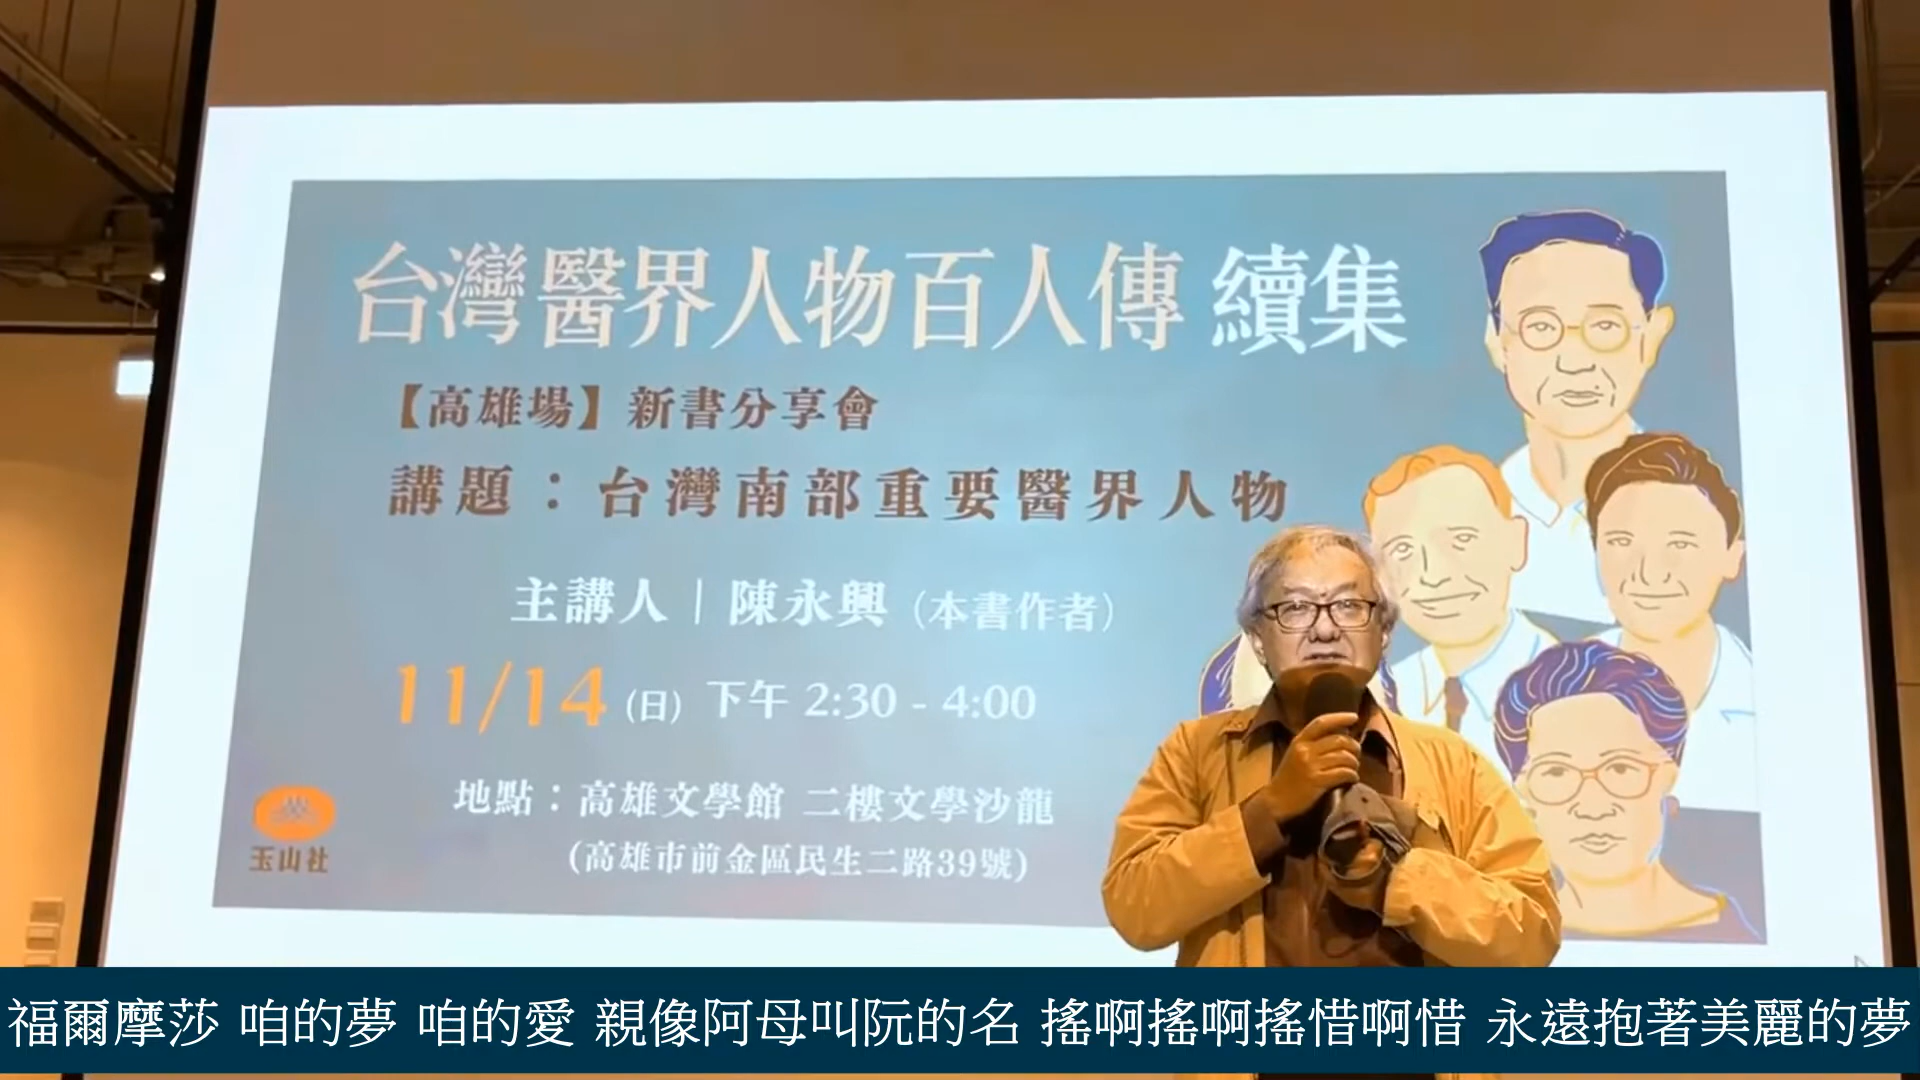 台灣醫界人物百人傳 續集
【高雄場】新書分享會
講題：台灣南部重要醫界人物
主講人｜陳永興（本書作者）
11/14（日）下午 2:30 - 4:00
地點：高雄文學館 二樓文學沙龍
（高雄市前金區民生二路39號）
玉山社
福爾摩莎 咱的夢 咱的愛 親像阿母叫阮的名 搖啊搖啊搖惜啊惜 永遠抱著美麗的夢